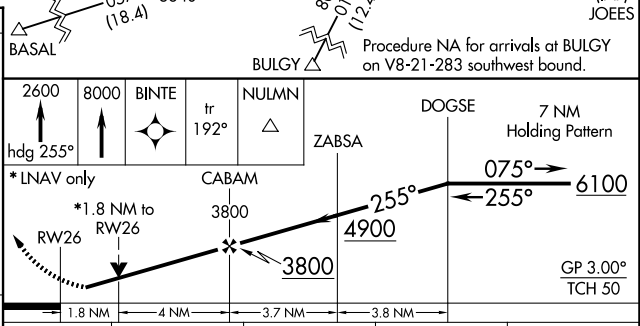 (18.4)
BASAL
BULGY
(12.4)
JOEES
Procedure NA for arrivals at BULGY
on V8-21-283 southwest bound.
2600
hdg 255°
8000
BINTE
tr
192°
NULMN
* LNAV only
*1.8 NM to
RW26
RW26
CABAM
3800
3800
ZABSA
4900
255°
DOGSE
7 NM
Holding Pattern
075°
255°
6100
GP 3.00°
TCH 50
1.8 NM
4 NM
3.7 NM
3.8 NM